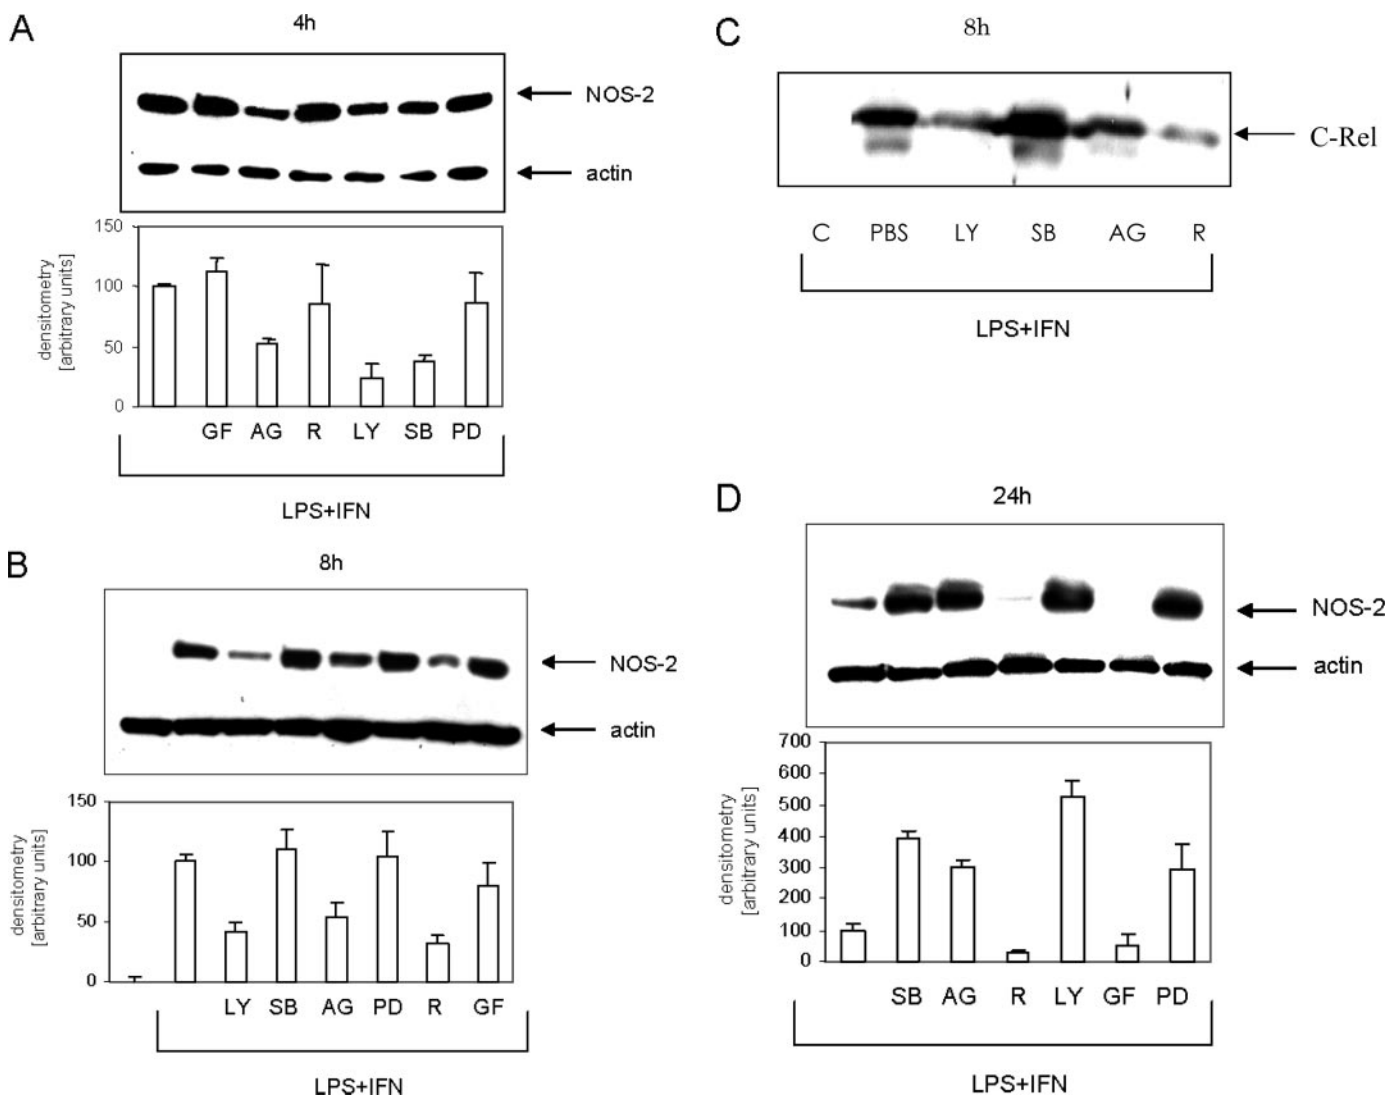 A
4h
NOS-2
actin
150
100
50
0
densitometry
[arbitrary units]
GF AG R LY SB PD
LPS+IFN
B
8h
NOS-2
actin
150
100
50
0
densitometry
[arbitrary units]
LY SB AG PD R GF
LPS+IFN
C
8h
C-Rel
C PBS LY SB AG R
LPS+IFN
D
24h
NOS-2
actin
700
600
500
400
300
200
100
0
densitometry
[arbitrary units]
SB AG R LY GF PD
LPS+IFN